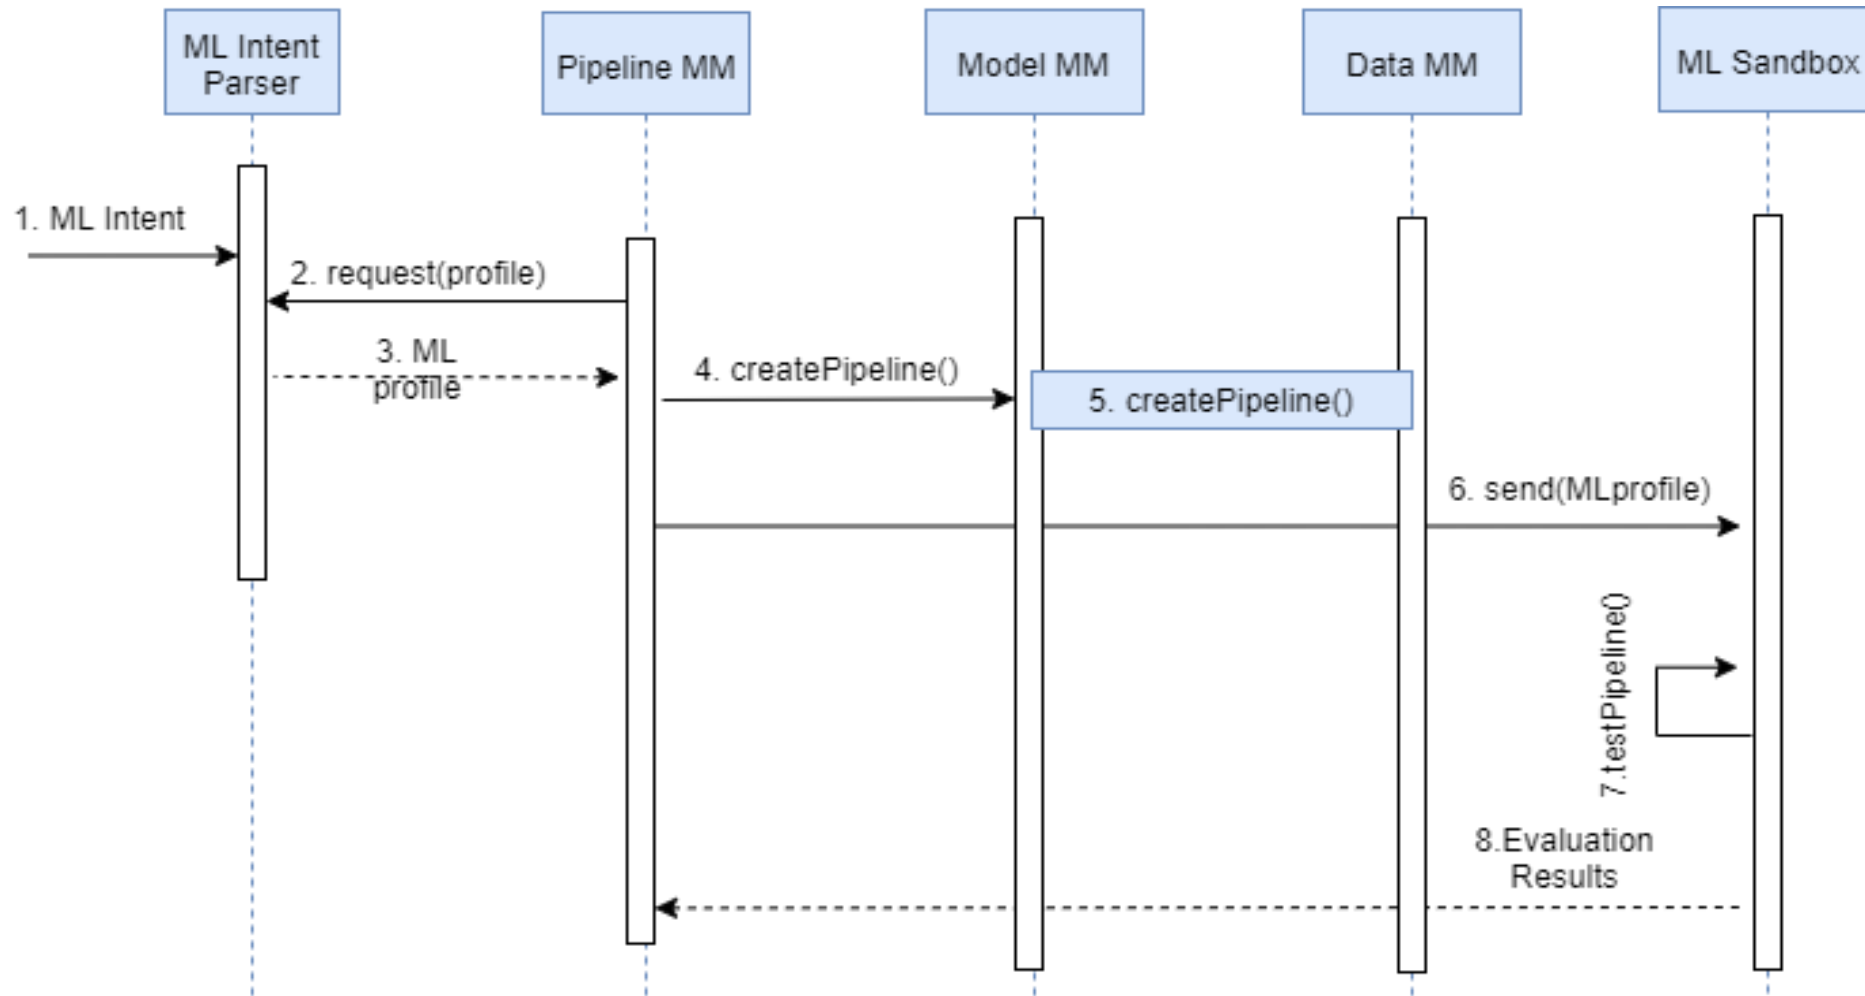 ML Intent
Parser
Pipeline MM
Model MM
Data MM
ML Sandbox
1. ML Intent
2. request(profile)
3. ML
profile
4. createPipeline()
5. createPipeline()
6. send(MLprofile)
7.testPipeline()
8.Evaluation
Results